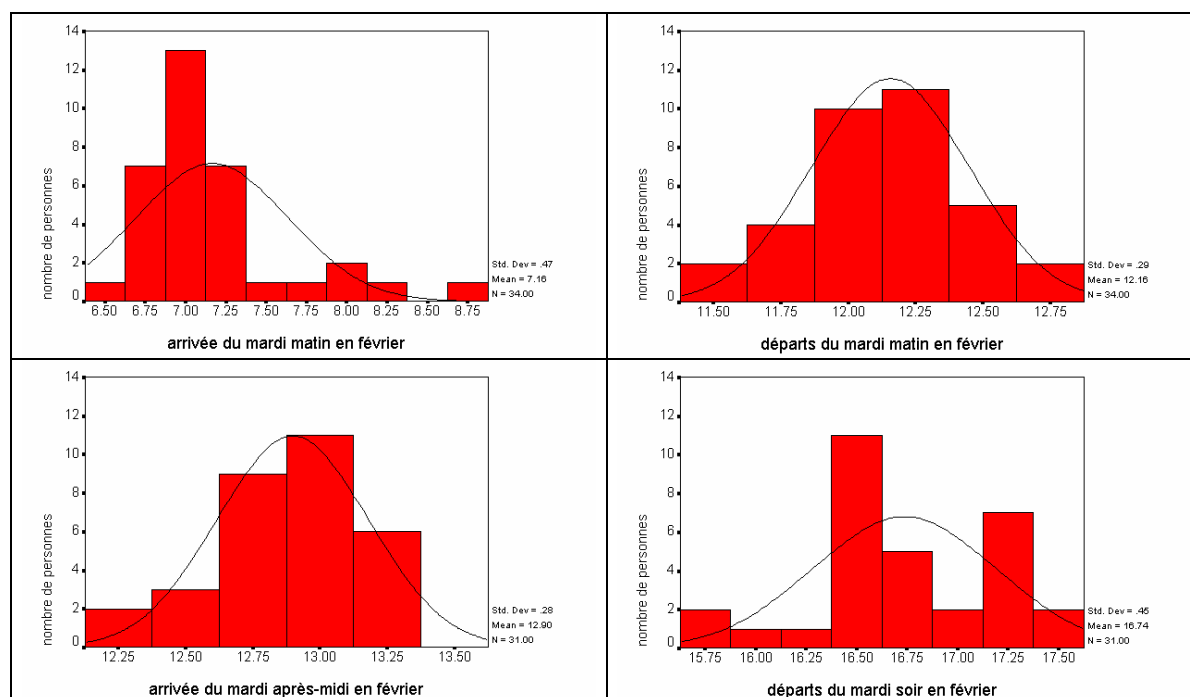 14
12
10
8
6
4
2
0
nombre de personnes
6.50 6.75 7.00 7.25 7.50 7.75 8.00 8.25 8.50 8.75
arrivée du mardi matin en février
Std. Dev = .47
Mean = 7.16
N = 34.00
14
12
10
8
6
4
2
0
nombre de personnes
11.50 11.75 12.00 12.25 12.50 12.75
départs du mardi matin en février
Std. Dev = .29
Mean = 12.16
N = 34.00
14
12
10
8
6
4
2
0
nombre de personnes
12.25 12.50 12.75 13.00 13.25 13.50
arrivée du mardi après-midi en février
Std. Dev = .28
Mean = 12.90
N = 31.00
14
12
10
8
6
4
2
0
nombre de personnes
15.75 16.00 16.25 16.50 16.75 17.00 17.25 17.50
départs du mardi soir en février
Std. Dev = .45
Mean = 16.74
N = 31.00